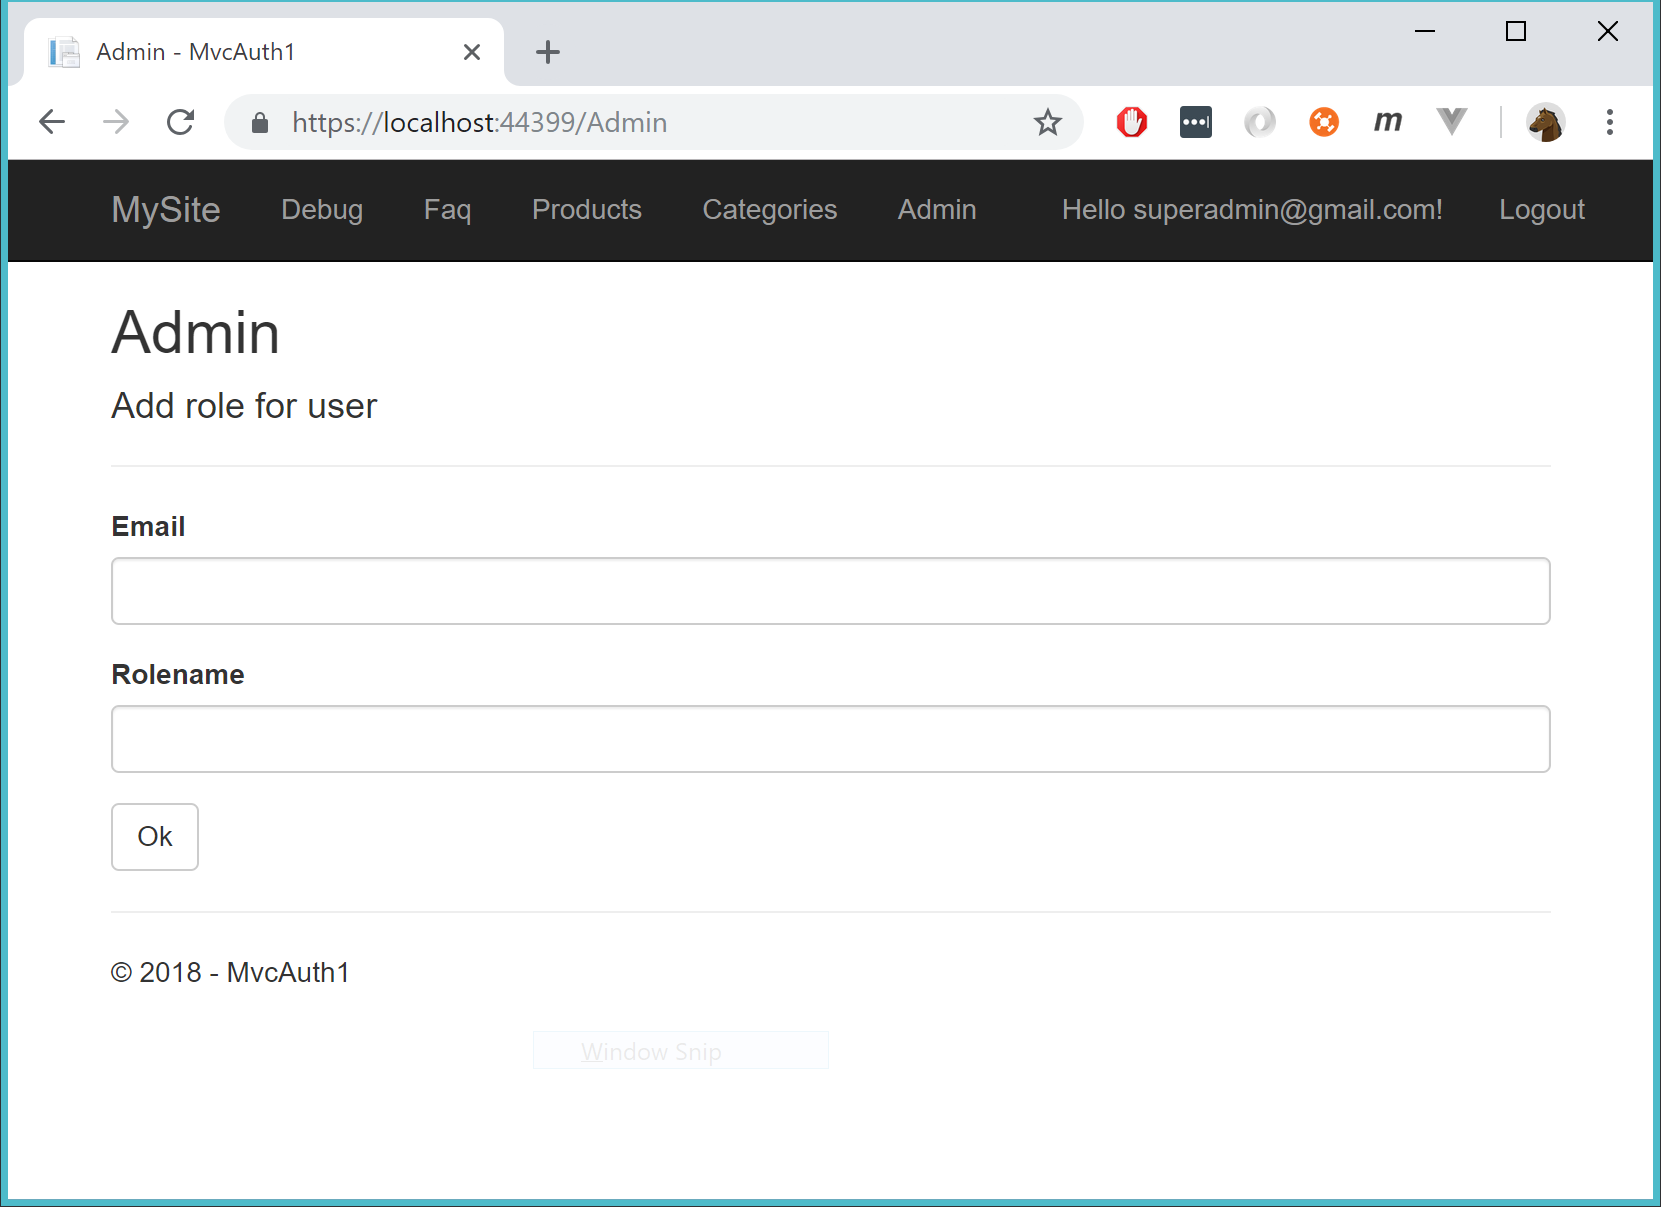 Admin - MvcAuth1
https://localhost:44399/Admin
m
MySite Debug Faq Products Categories Admin Hello superadmin@gmail.com! Logout
Admin
Add role for user
Email
Rolename
Ok
© 2018 - MvcAuth1
Window Snip